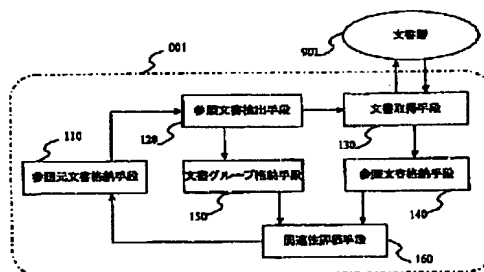 001
901
文書群
110
参照文書検出手段
120
文書取得手段
130
参照元文書格納手段
文書グループ格納手段
150
参照文書格納手段
140
関連性評価手段
160